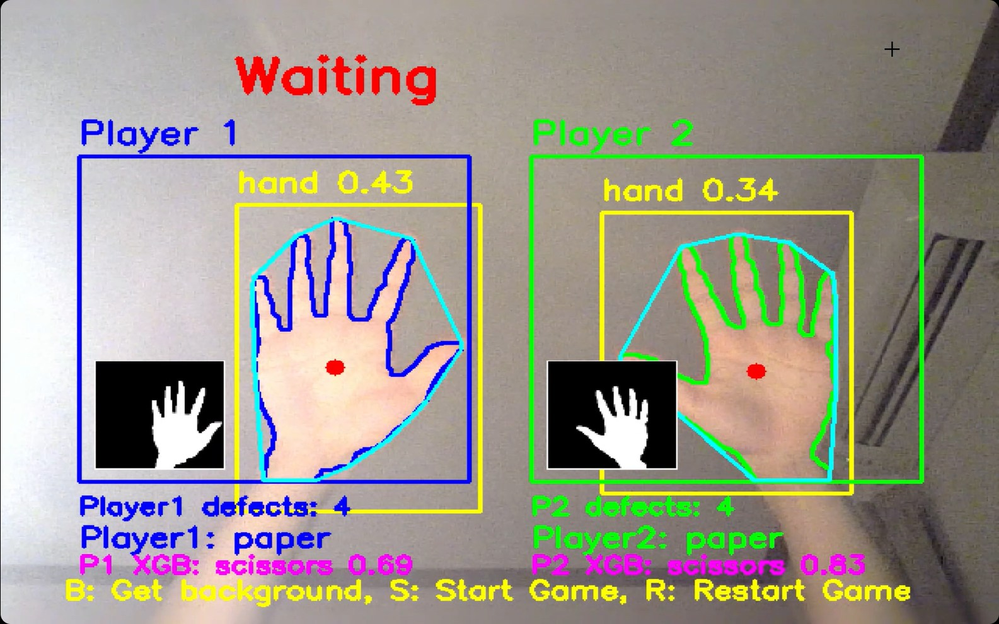 Waiting
Player 1
Player 2
hand 0.43
hand 0.34
Player1 defects: 4
P2 defects: 4
Player1: paper
Player2: paper
P1 XGB: scissors 0.69
P2 XGB: scissors 0.83
B: Get background, S: Start Game, R: Restart Game